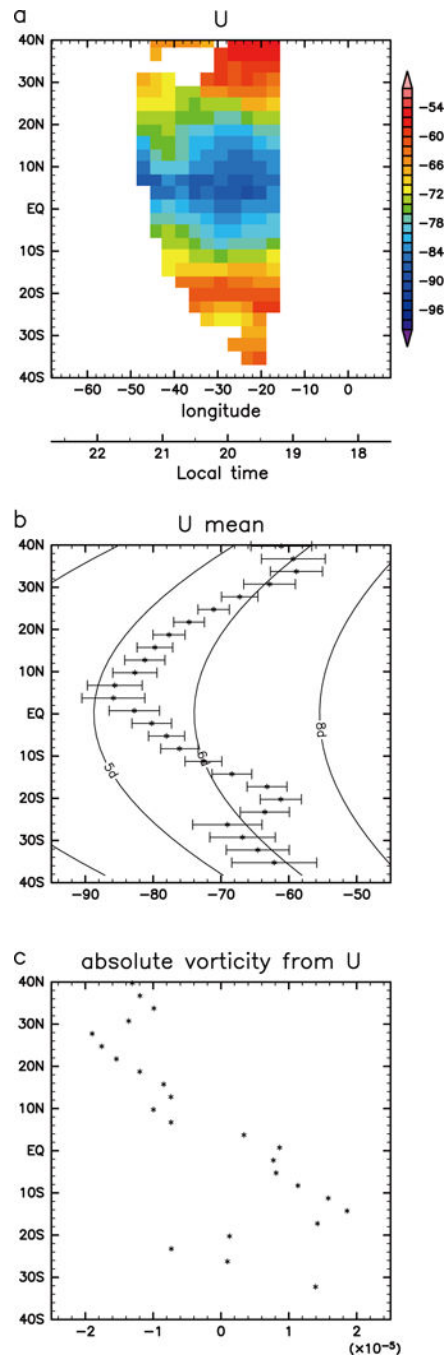 a
U
40N
30N
20N
10N
EQ
10S
20S
30S
40S
−54
−60
−66
−72
−78
−84
−90
−96
−60 −50 −40 −30 −20 −10 0 10
longitude
22 21 20 19 18
Local time
b
U mean
40N
30N
20N
10N
EQ
10S
20S
30S
40S
5d
6d
8d
−90 −80 −70 −60 −50
c
absolute vorticity from U
40N
30N
20N
10N
EQ
10S
20S
30S
40S
−2 −1 0 1 2
(×10−5)